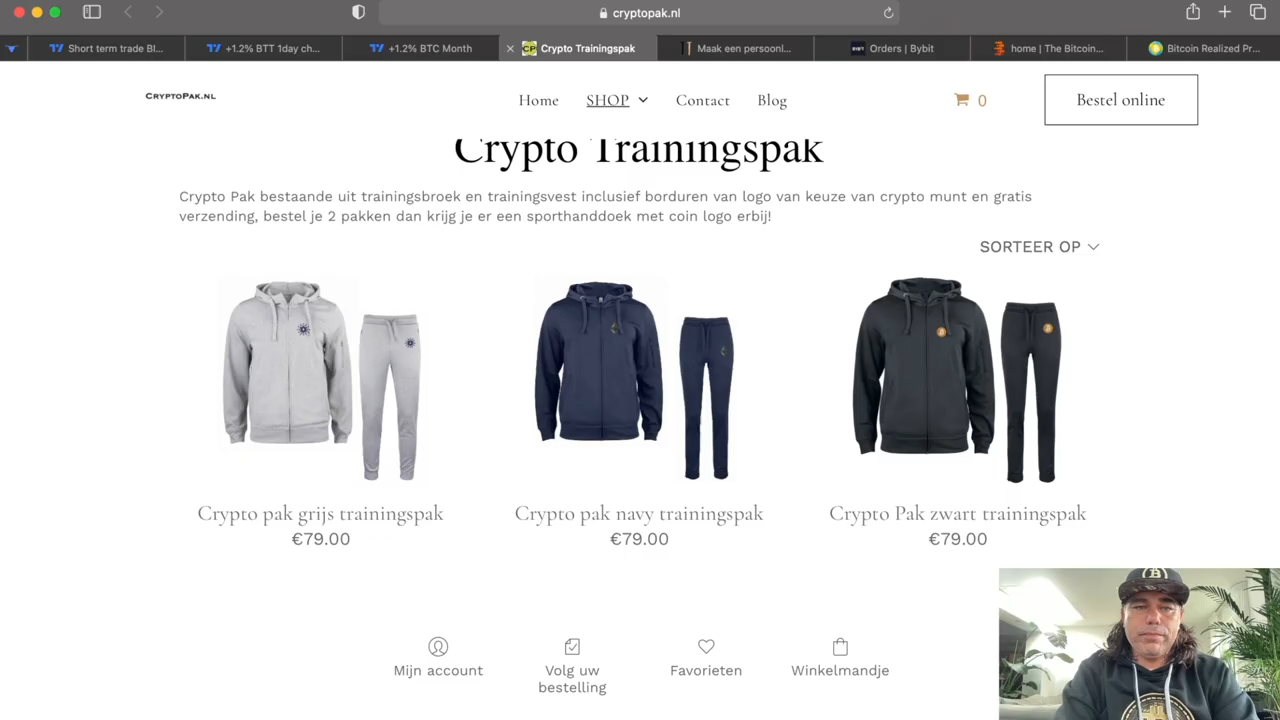 cryptopak.nl
Short term trade BI...
+1.2% BTT 1day ch...
+1.2% BTC Month
CP Crypto Trainingspak
Maak een persoonl...
BYBIT Orders | Bybit
home | The Bitcoin...
Bitcoin Realized Pr...
CRYPTOPAK.NL
Home SHOP Contact Blog
0
Bestel online
Crypto Trainingspak
Crypto Pak bestaande uit trainingsbroek en trainingsvest inclusief borduren van logo van keuze van crypto munt en gratis
verzending, bestel je 2 pakken dan krijg je er een sporthanddoek met coin logo erbij!
SORTEER OP
Crypto pak grijs trainingspak
€79.00
Crypto pak navy trainingspak
€79.00
Crypto Pak zwart trainingspak
€79.00
Mijn account
Volg uw
bestelling
Favorieten
Winkelmandje